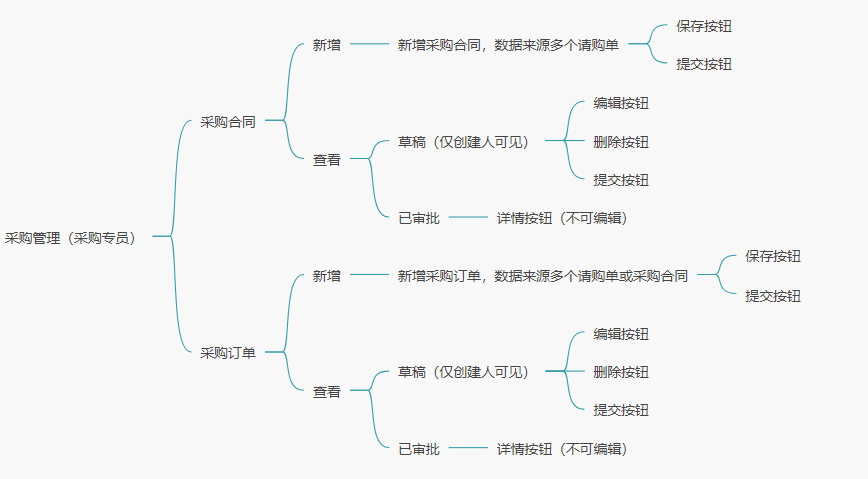 采购管理（采购专员）
采购合同
新增
新增采购合同，数据来源多个请购单
保存按钮
提交按钮
查看
草稿（仅创建人可见）
编辑按钮
删除按钮
提交按钮
已审批
详情按钮（不可编辑）
采购订单
新增
新增采购订单，数据来源多个请购单或采购合同
保存按钮
提交按钮
查看
草稿（仅创建人可见）
编辑按钮
删除按钮
提交按钮
已审批
详情按钮（不可编辑）